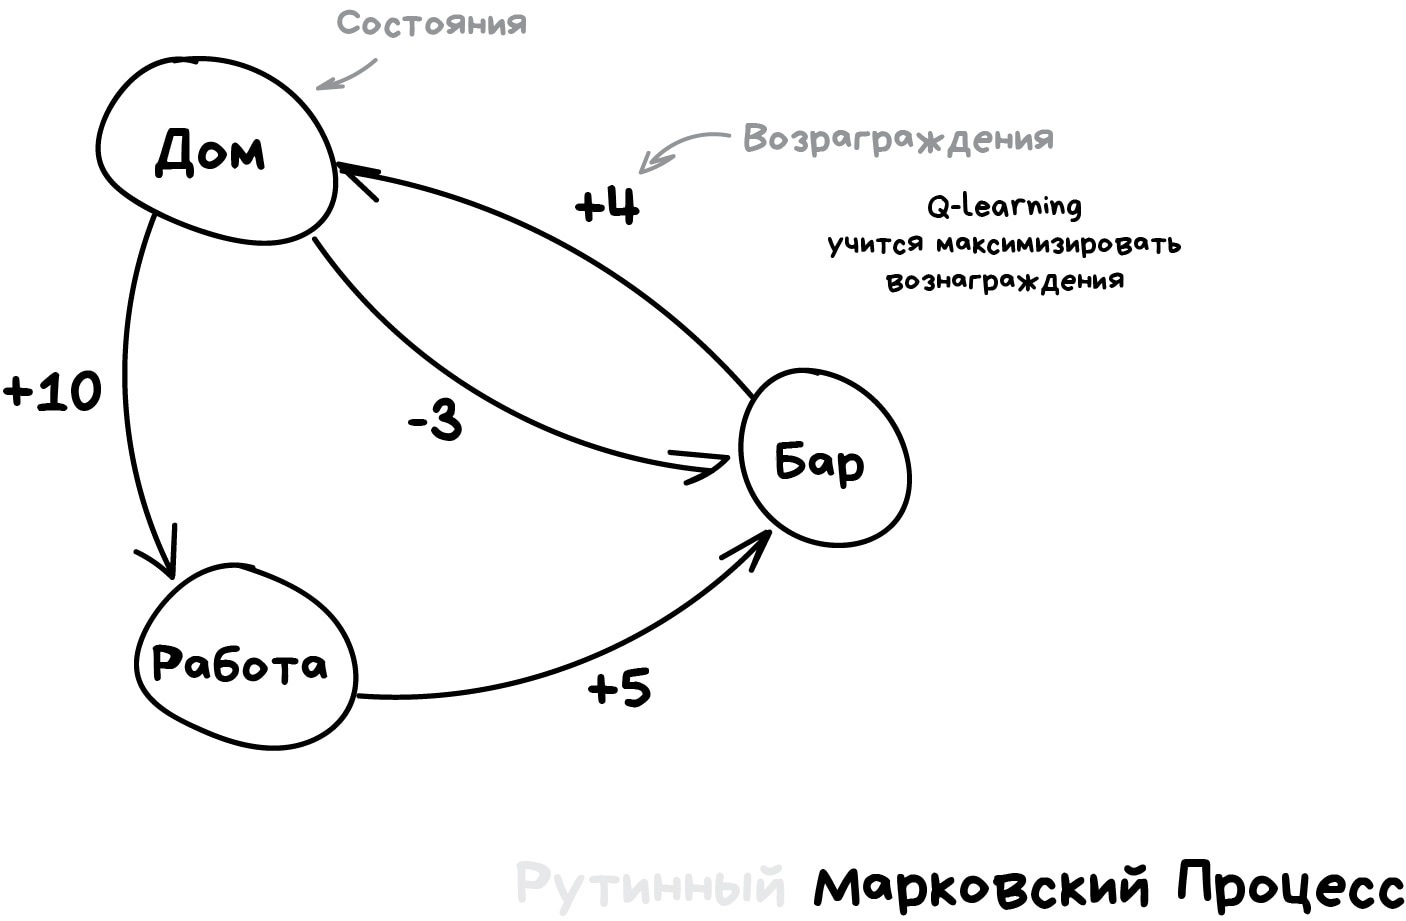 Состояния
Дом
Возраграждения
+4
Q-learning
учится максимизировать
вознаграждения
+10
-3
Бар
Работа
+5
Рутинный Марковский Процесс